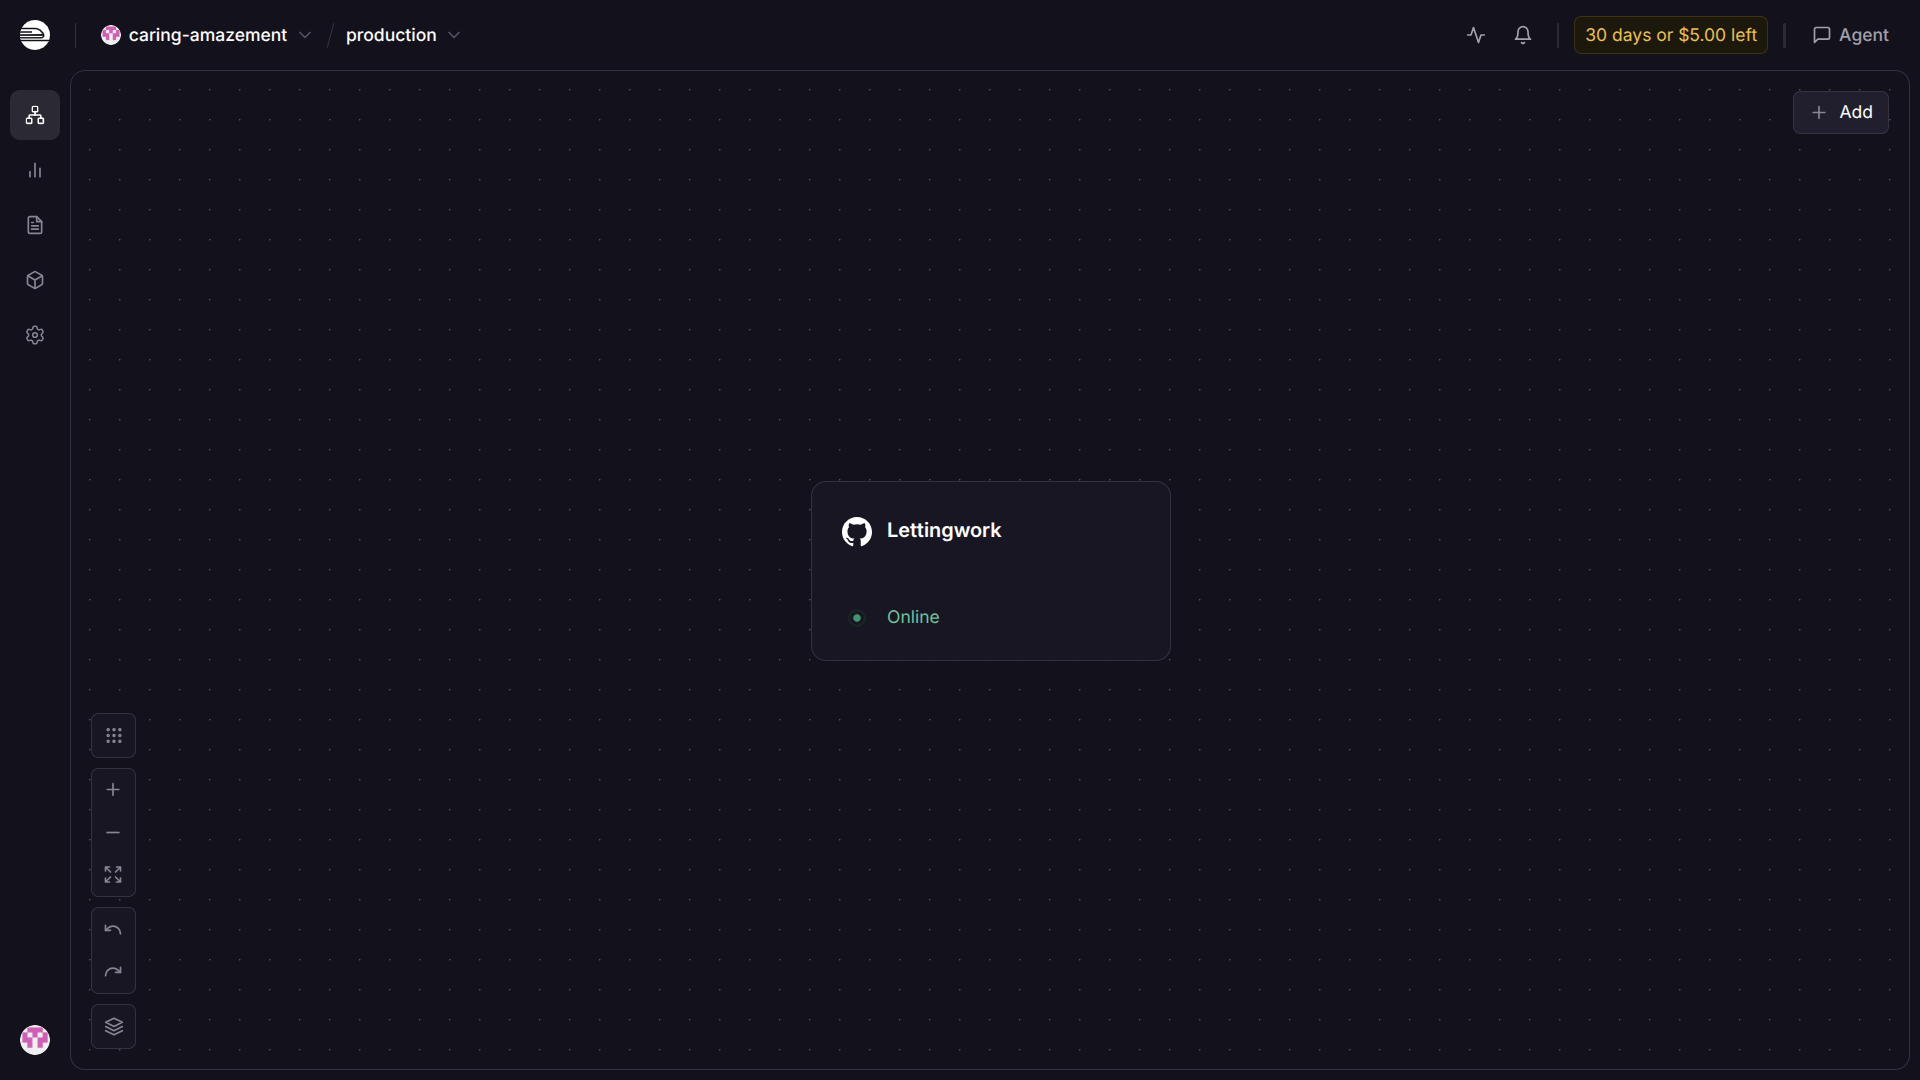 caring-amazement
production
30 days or $5.00 left
Agent
Add
Lettingwork
Online